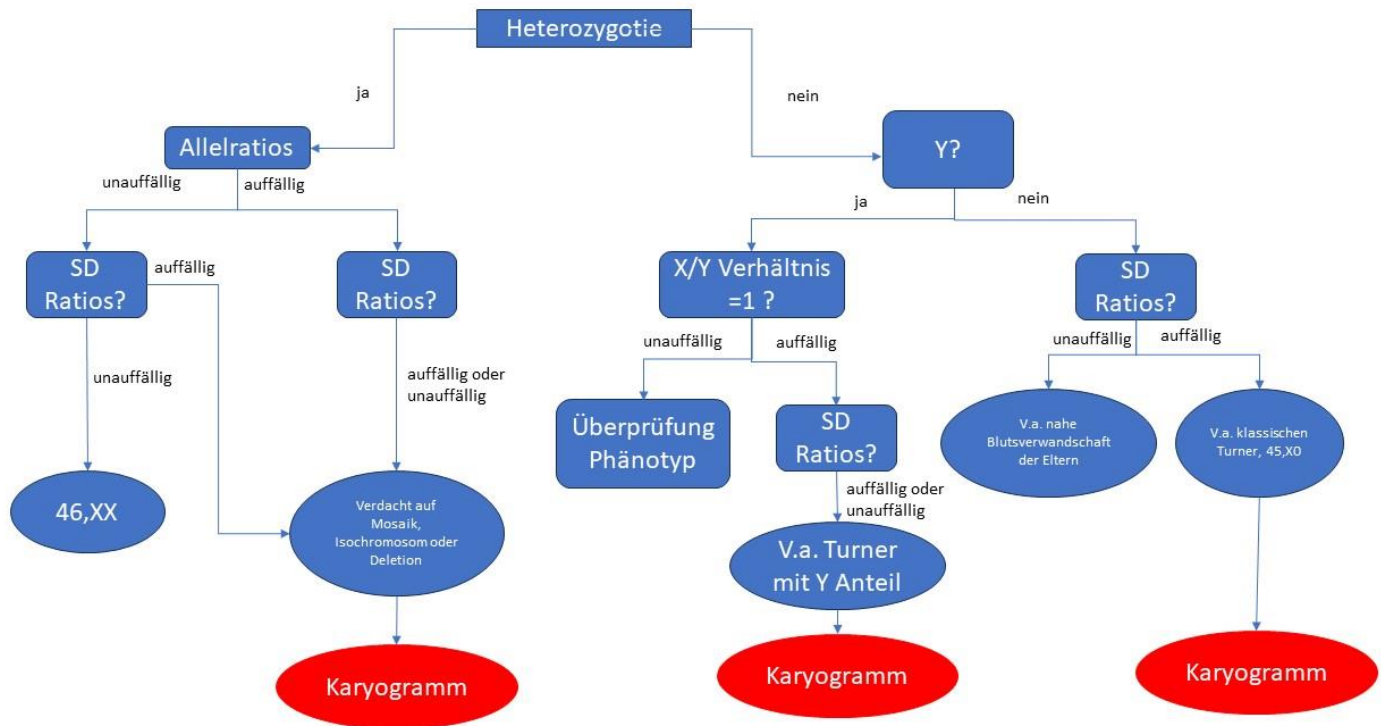 Heterozygotie
ja
nein
Allelratios
Y?
unauffällig
auffällig
ja
nein
SD
Ratios?
auffällig
SD
Ratios?
X/Y Verhältnis
=1 ?
SD
Ratios?
unauffällig
auffällig oder
unauffällig
unauffällig
auffällig
unauffällig
auffällig
Überprüfung
Phänotyp
SD
Ratios?
V.a. nahe
Blutsverwandschaft
der Eltern
V.a. klassischen
Turner, 45,X0
auffällig oder
unauffällig
46,XX
Verdacht auf
Mosaik,
Isochromosom oder
Deletion
V.a. Turner
mit Y Anteil
Karyogramm
Karyogramm
Karyogramm